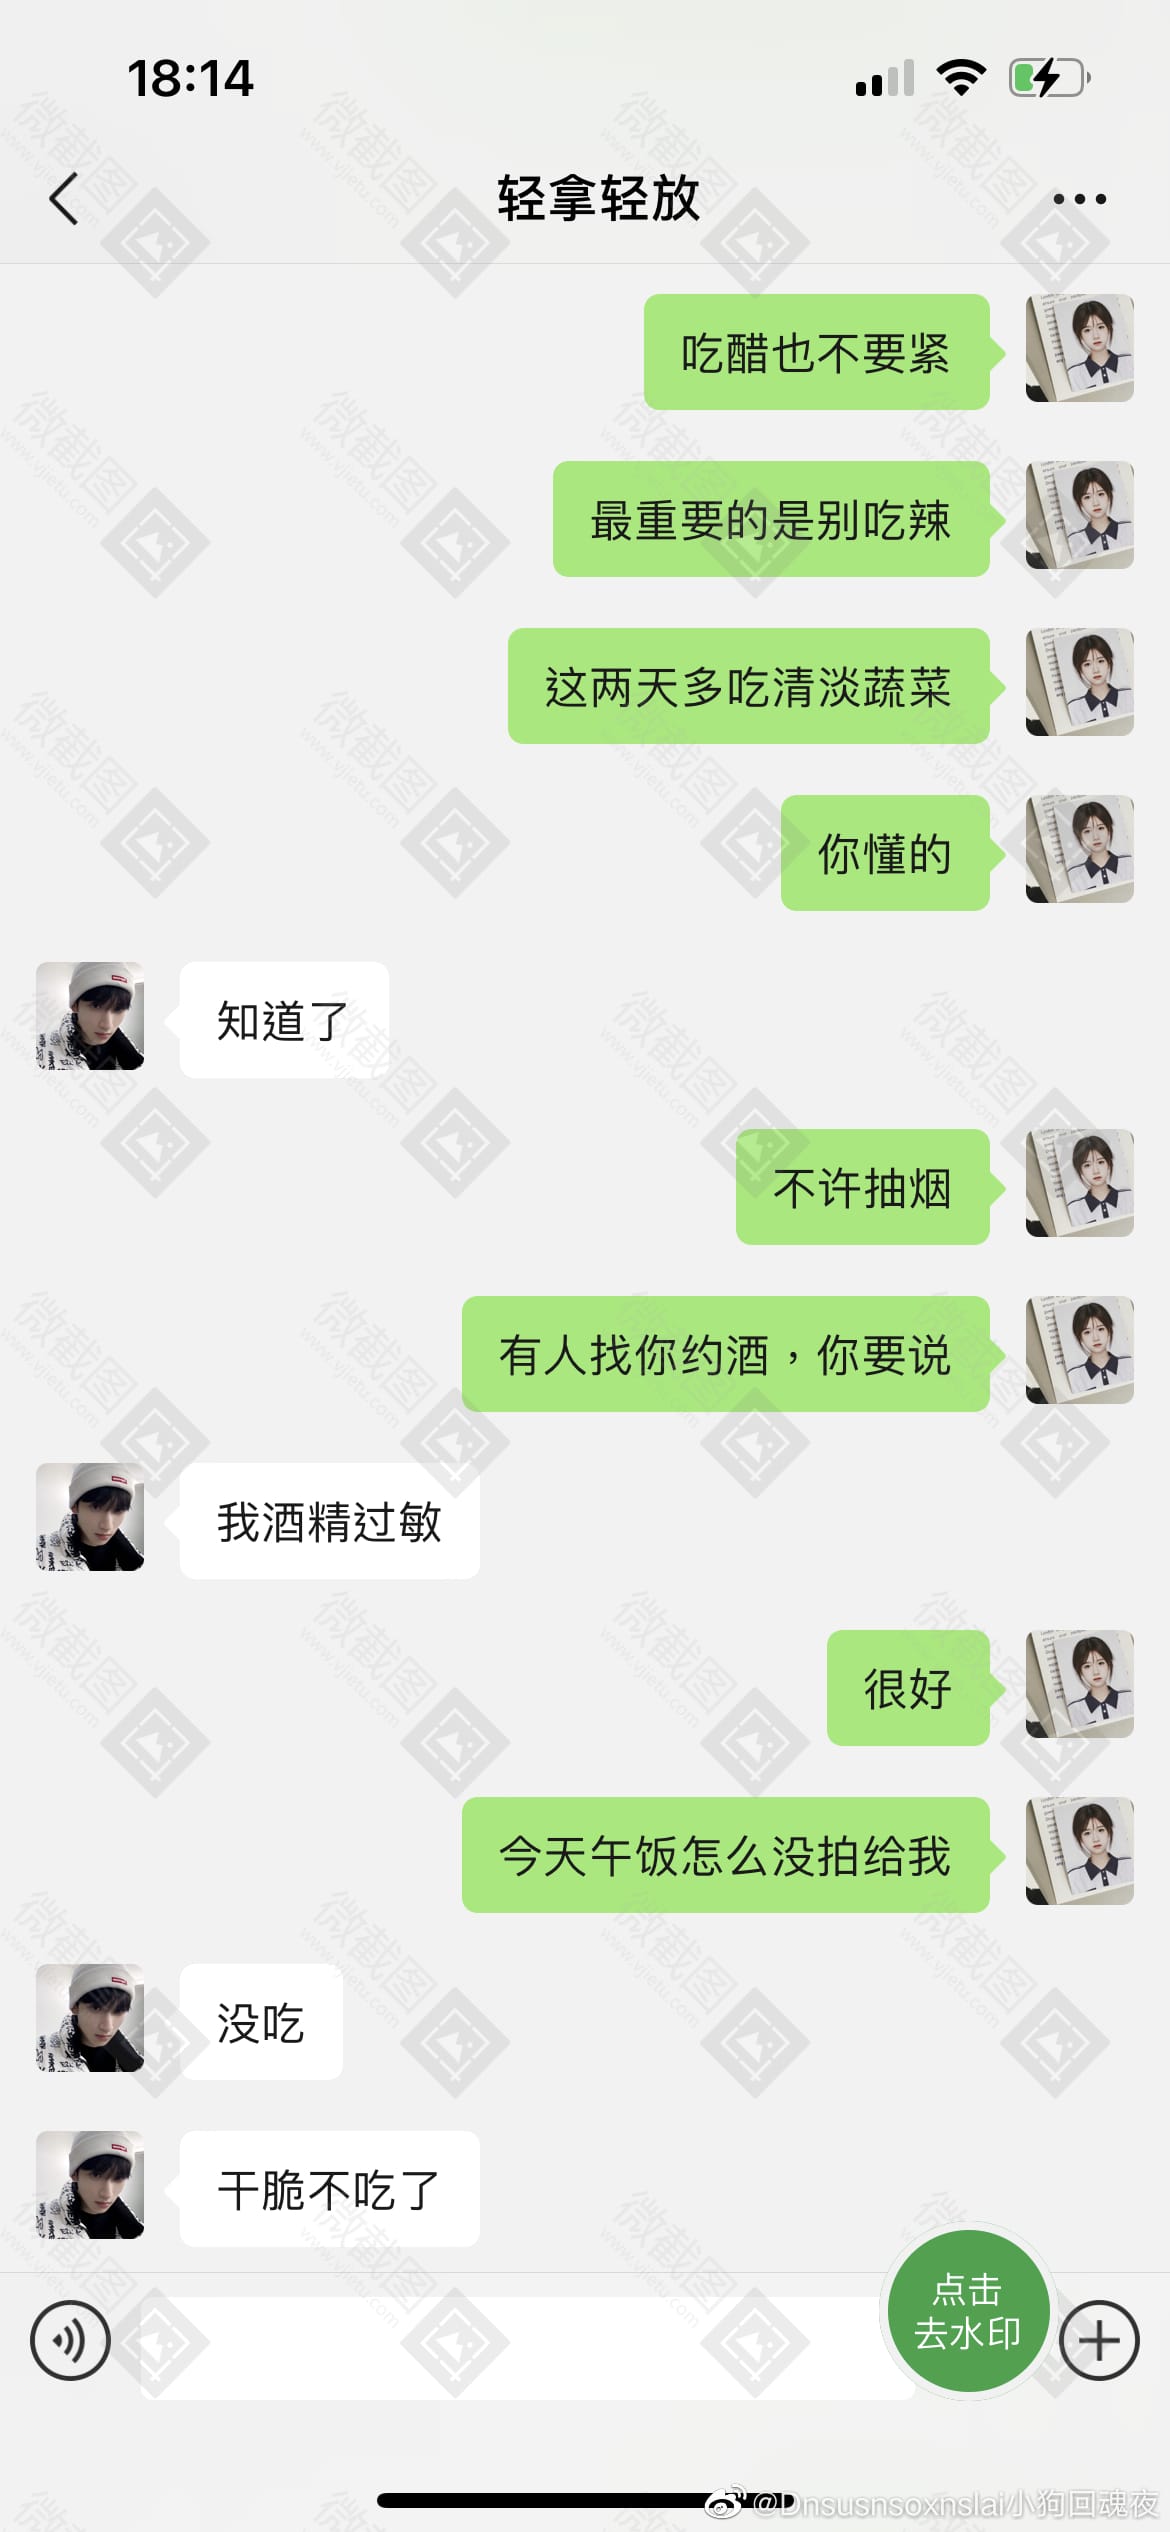 18:14
轻拿轻放
吃醋也不要紧
最重要的是别吃辣
这两天多吃清淡蔬菜
你懂的
知道了
不许抽烟
有人找你约酒，你要说
我酒精过敏
很好
今天午饭怎么没拍给我
没吃
干脆不吃了
点击
去水印
@Dnsusnsoxnslai小狗回魂夜
微截图
www.vjietu.com